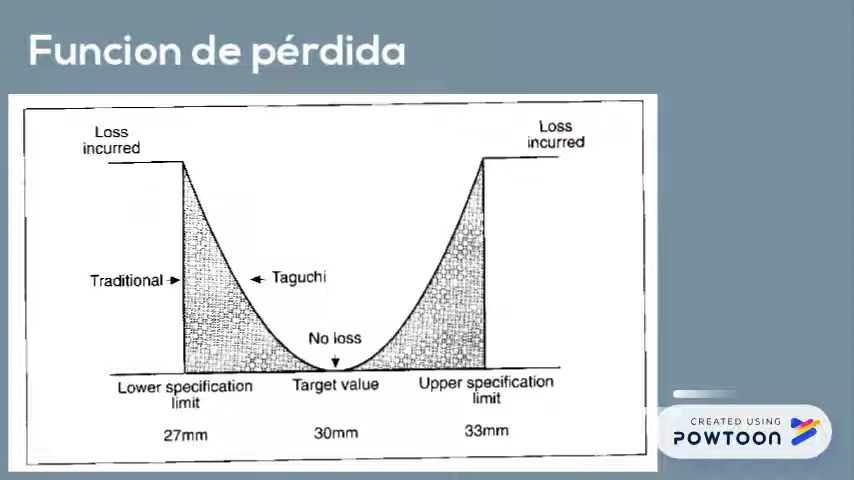 Funcion de pérdida
Loss
incurred
Loss
incurred
Traditional
Taguchi
No loss
Lower specification
limit
Target value
Upper specification
limit
27mm
30mm
33mm
CREATED USING
POWTOON